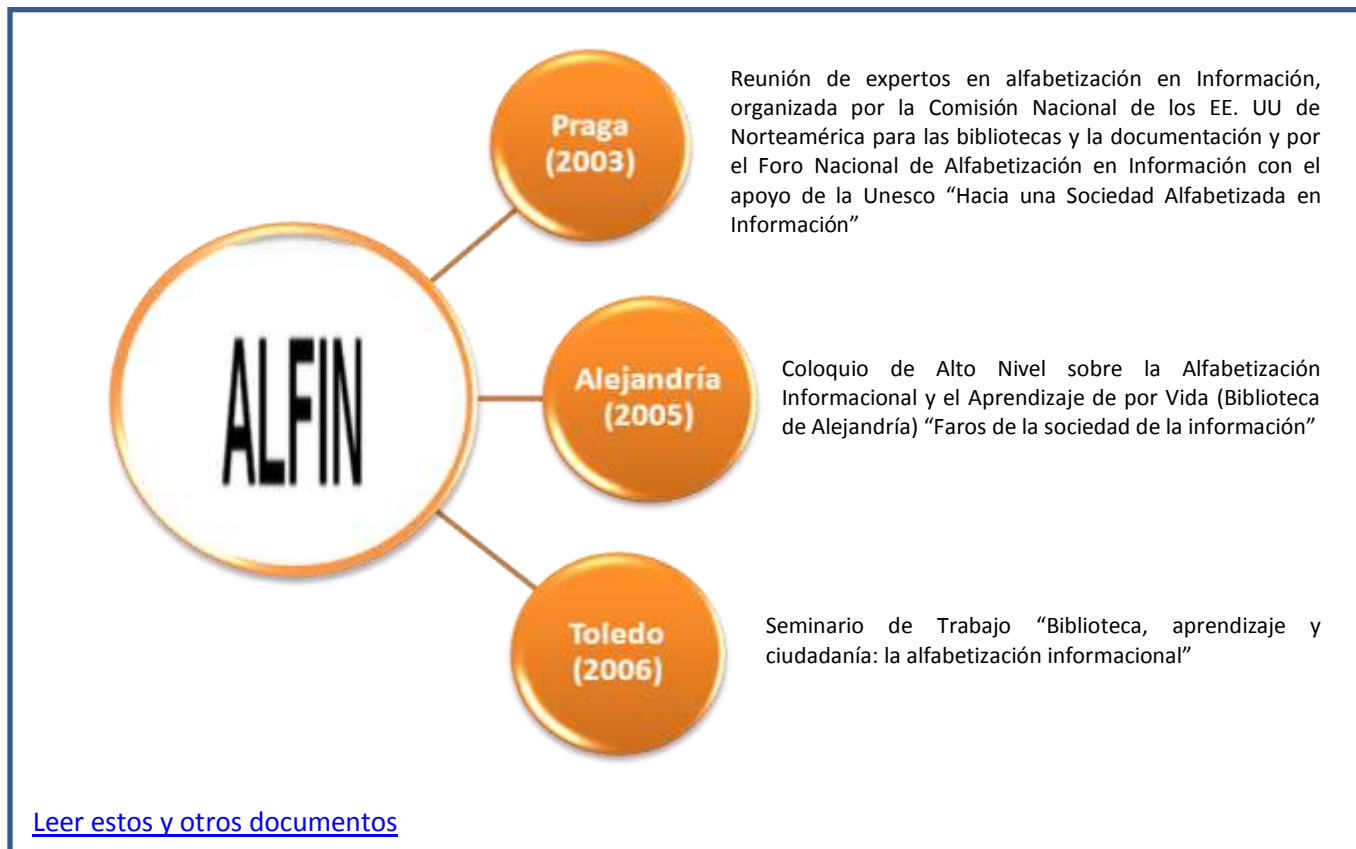 ALFIN
Praga
(2003)
Reunión de expertos en alfabetización en Información,
organizada por la Comisión Nacional de los EE. UU de
Norteamérica para las bibliotecas y la documentación y por
el Foro Nacional de Alfabetización en Información con el
apoyo de la Unesco “Hacia una Sociedad Alfabetizada en
Información”
Alejandría
(2005)
Coloquio de Alto Nivel sobre la Alfabetización
Informacional y el Aprendizaje de por Vida (Biblioteca
de Alejandría) “Faros de la sociedad de la información”
Toledo
(2006)
Seminario de Trabajo “Biblioteca, aprendizaje y
ciudadanía: la alfabetización informacional”
Leer estos y otros documentos